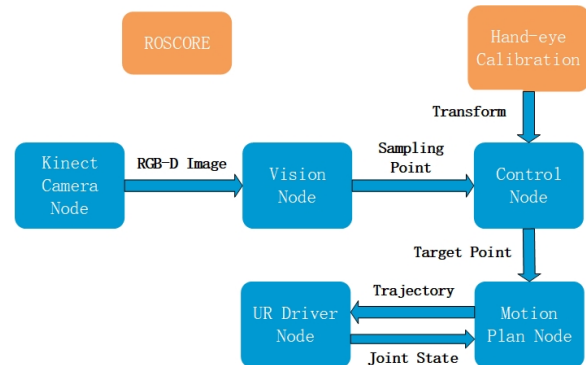 ROSCORE
Hand-eye
Calibration
Transform
Kinect
Camera
Node
RGB-D Image
Vision
Node
Sampling
Point
Control
Node
Target Point
UR Driver
Node
Trajectory
Joint State
Motion
Plan Node